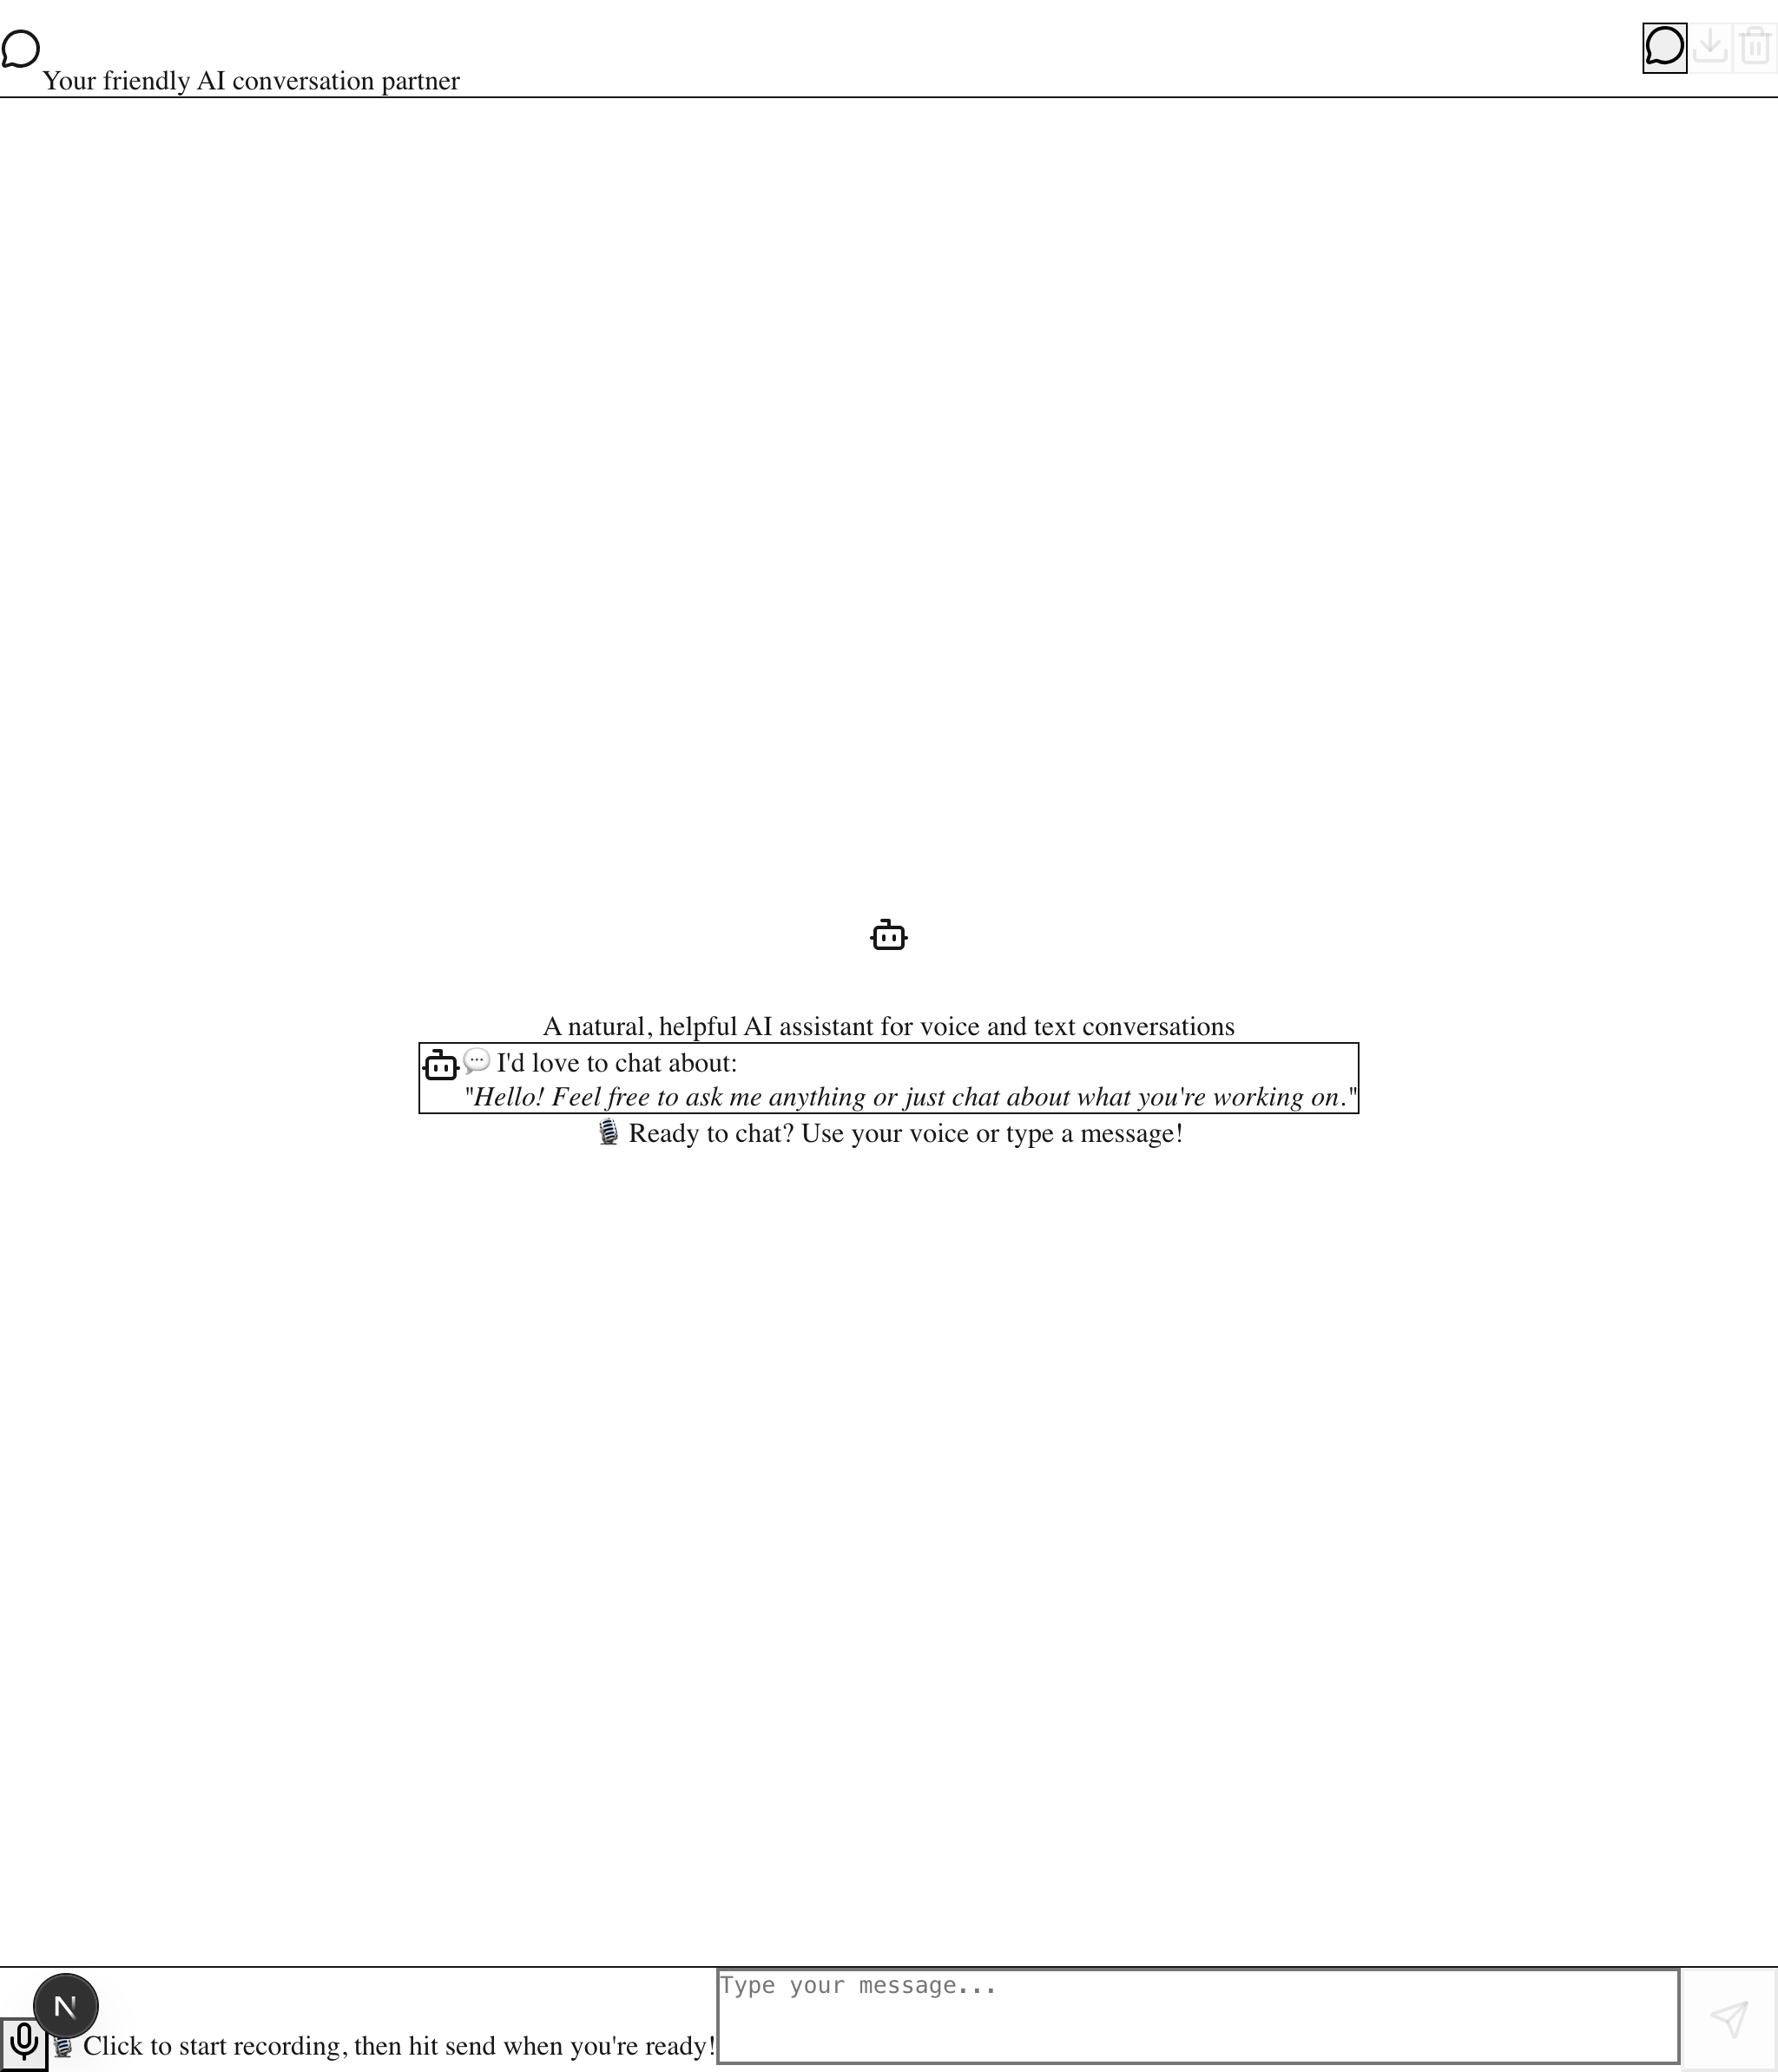 Your friendly AI conversation partner
A natural, helpful AI assistant for voice and text conversations
💬 I'd love to chat about:
"Hello! Feel free to ask me anything or just chat about what you're working on."
🎙️ Ready to chat? Use your voice or type a message!
Type your message...
N
🎙️ Click to start recording, then hit send when you're ready!